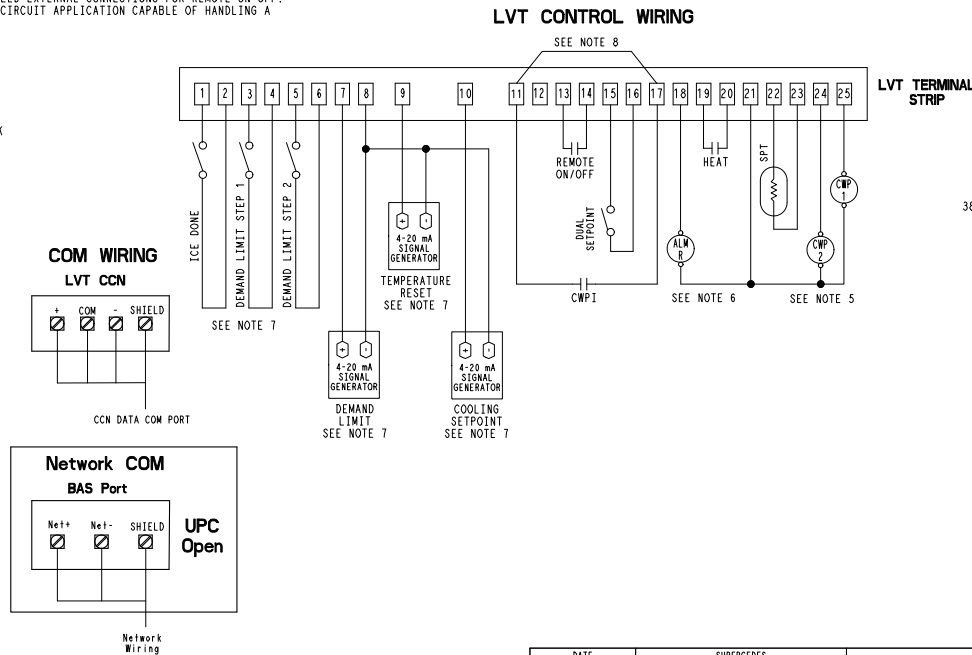 CIRCUIT APPLICATION CAPABLE OF HANDLING A
LVT CONTROL WIRING
SEE NOTE 8
1 2 3 4 5 6 7 8 9 10 11 12 13 14 15 16 17 18 19 20 21 22 23 24 25
LVT TERMINAL
STRIP
ICE DONE
DEMAND LIMIT STEP 1
DEMAND LIMIT STEP 2
SEE NOTE 7
+ -
4-20 mA
SIGNAL
GENERATOR
TEMPERATURE
RESET
SEE NOTE 7
+ -
4-20 mA
SIGNAL
GENERATOR
DEMAND
LIMIT
SEE NOTE 7
+ -
4-20 mA
SIGNAL
GENERATOR
COOLING
SETPOINT
SEE NOTE 7
REMOTE
ON/OFF
DUAL
SETPOINT
CWPI
HEAT
SPT
ALM
R
CWP
1
CWP
2
SEE NOTE 6
SEE NOTE 5
38
COM WIRING
LVT CCN
+ COM - SHIELD
CCN DATA COM PORT
Network COM
BAS Port
Net+ Net- SHIELD
UPC
Open
Network
Wiring
DATE SUPERCEDES